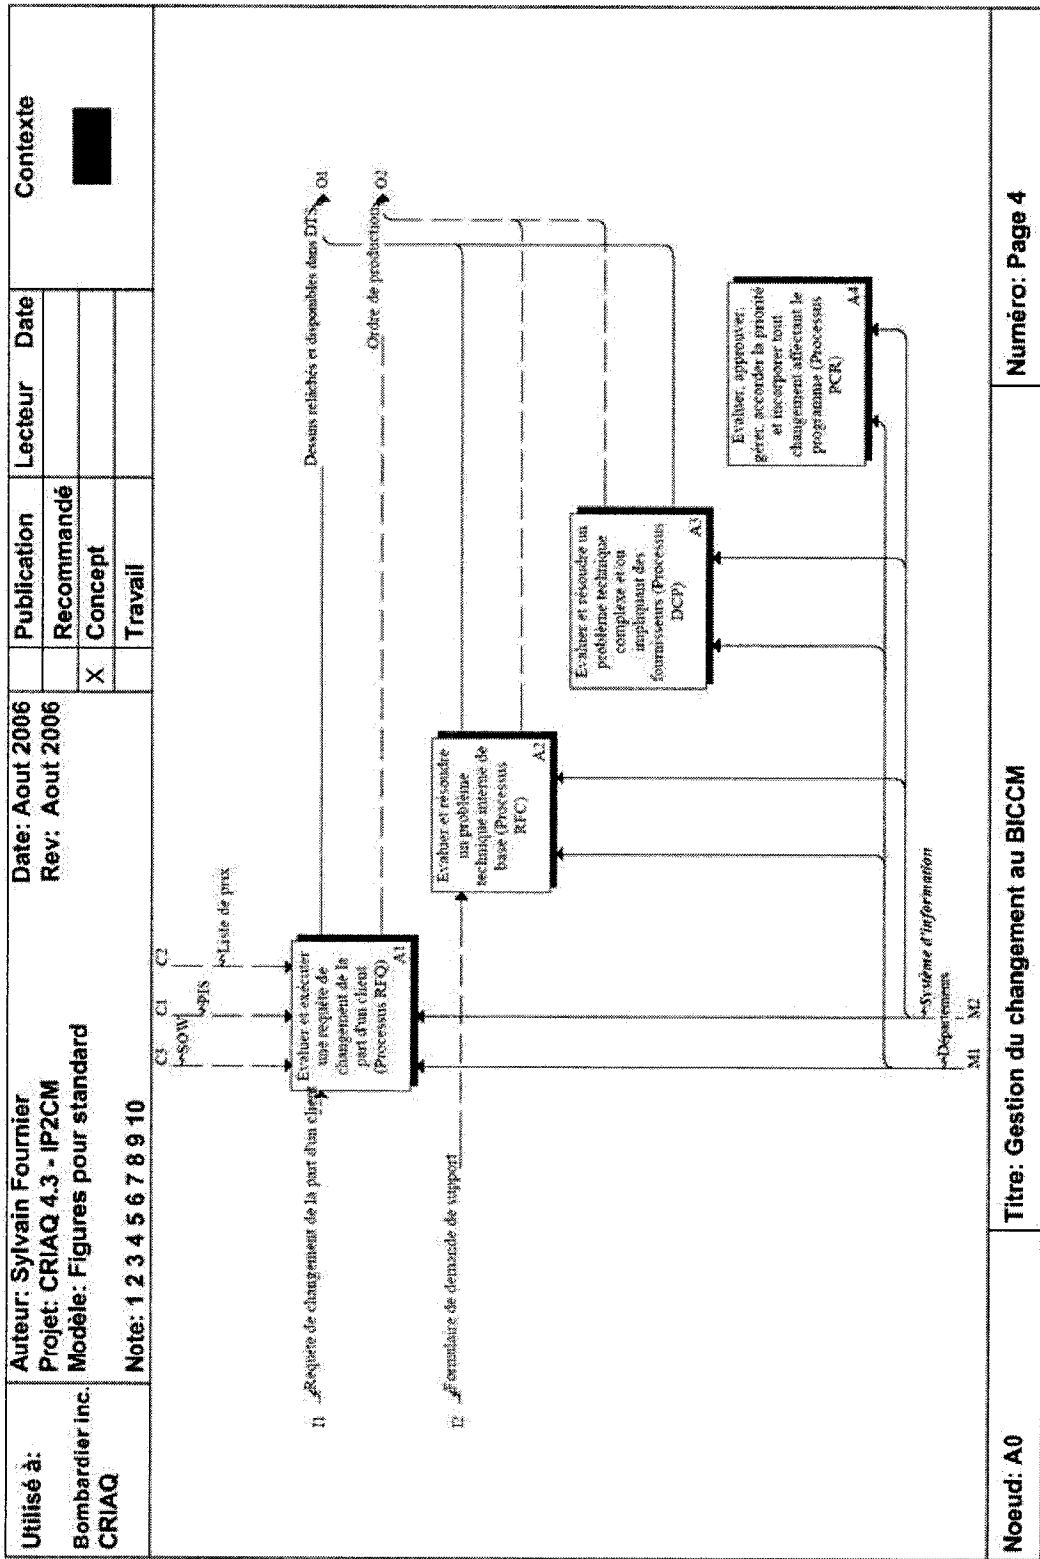 Utilisé à:
Bombardier inc.
CRIAQ
Auteur: Sylvain Fournier
Projet: CRIAQ 4.3 - IP2CM
Modèle: Figures pour standard
Note: 1 2 3 4 5 6 7 8 9 10
Date: Aout 2006
Rev: Aout 2006
Publication
Recommandé
X Concept
Travail
Lecteur Date
Contexte
C3 C1 C2
SOW
PIS
Liste de prix
I1 Requête de changement de la part d'un client
Evaluer et exécuter
une requête de
changement de la
part d'un client
(Processus RFQ)
A1
Dessins relâchés et disponibles dans DTS
O1
Ordre de production
O2
I2 Formulaire de demande de support
Evaluer et résoudre
un problème
technique interne de
base (Processus
RFC)
A2
Evaluer et résoudre un
problème technique
complexe et/ou
impliquant des
fournisseurs (Processus
DCP)
A3
Evaluer, approuver,
gérer, accorder la priorité
et incorporer tout
changement affectant le
programme (Processus
PCR)
A4
Système d'information
Départements
M1 M2
Noeud: A0
Titre: Gestion du changement au BICCM
Numéro: Page 4